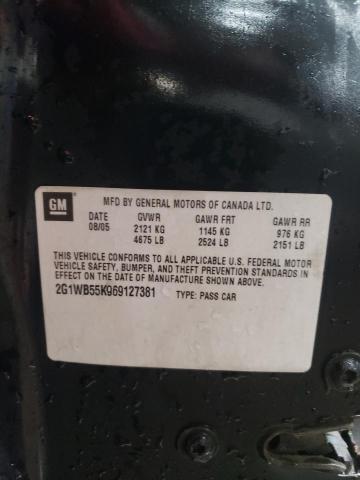 GM
MFD BY GENERAL MOTORS OF CANADA LTD.
DATE GVWR GAWR FRT GAWR RR
08/05 2121 KG 1145 KG 976 KG
4675 LB 2524 LB 2151 LB
THIS VEHICLE CONFORMS TO ALL APPLICABLE U.S. FEDERAL MOTOR
VEHICLE SAFETY, BUMPER, AND THEFT PREVENTION STANDARDS IN
EFFECT ON THE DATE OF MANUFACTURE SHOWN ABOVE.
2G1WB55K969127381 TYPE: PASS CAR